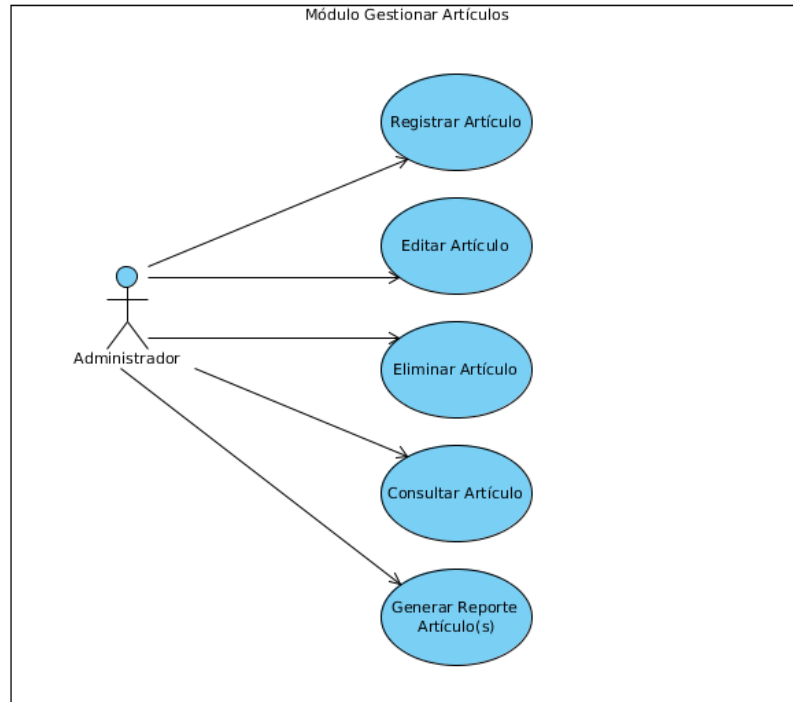 Módulo Gestionar Artículos
Registrar Artículo
Editar Artículo
Administrador
Eliminar Artículo
Consultar Artículo
Generar Reporte
Artículo(s)